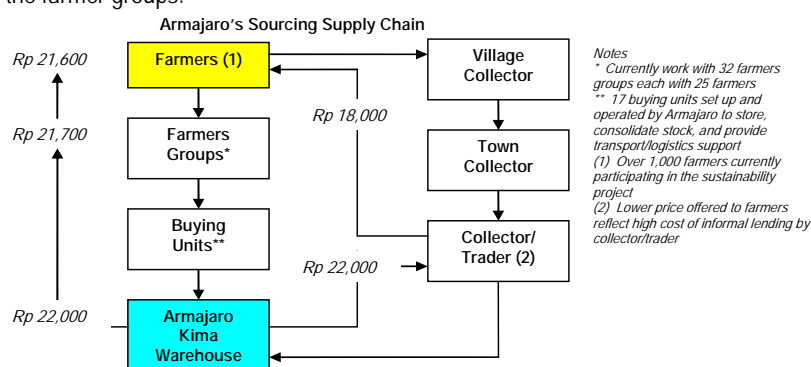 the farmer groups.
Armajaro's Sourcing Supply Chain
Rp 21,600
Rp 21,700
Rp 22,000
Farmers (1)
Farmers
Groups*
Buying
Units**
Armajaro
Kima
Warehouse
Rp 18,000
Rp 22,000
Village
Collector
Town
Collector
Collector/
Trader (2)
Notes
* Currently work with 32 farmers
groups each with 25 farmers
** 17 buying units set up and
operated by Armajaro to store,
consolidate stock, and provide
transport/logistics support
(1) Over 1,000 farmers currently
participating in the sustainability
project
(2) Lower price offered to farmers
reflect high cost of informal lending by
collector/trader